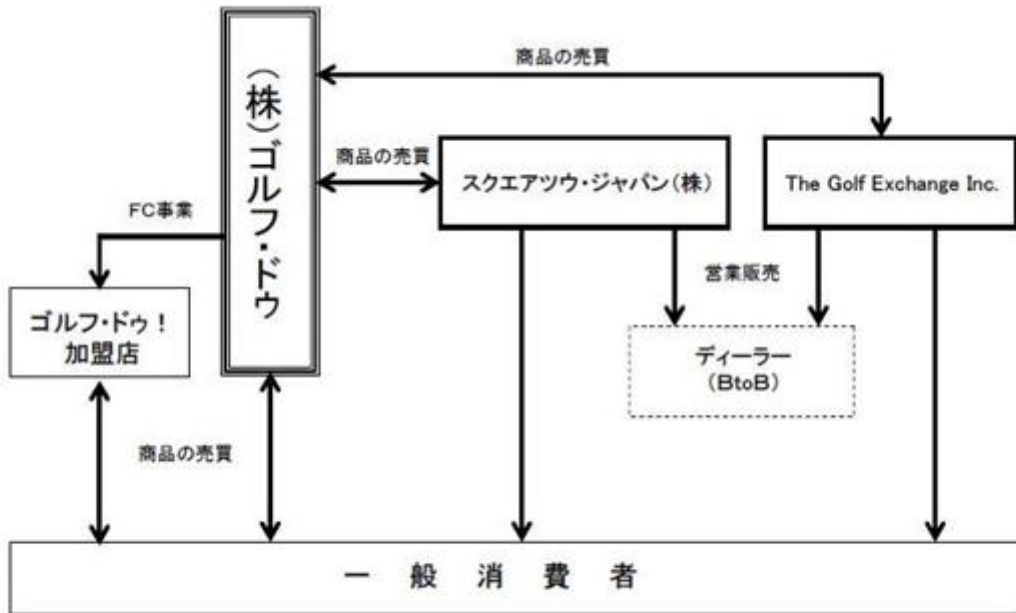 商品の売買
(株)ゴルフ・ドゥ
商品の売買
スクエアツウ・ジャパン(株)
The Golf Exchange Inc.
FC事業
営業販売
ゴルフ・ドゥ!
加盟店
ディーラー
(BtoB)
商品の売買
一般消費者